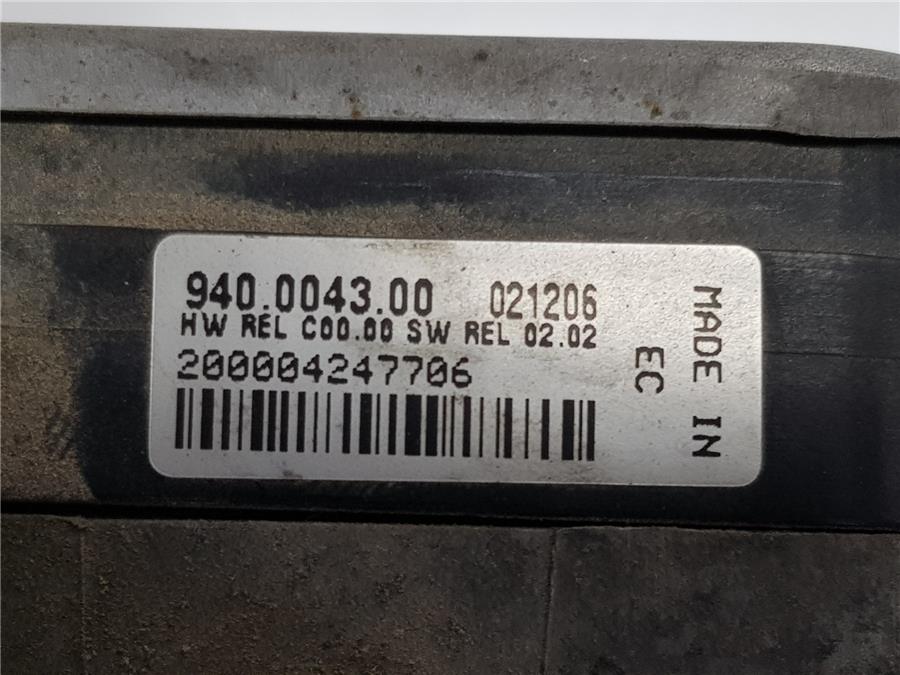 940.0043.00 021206
HW REL C00.00 SW REL 02.02
200004247706
MADE IN
EC